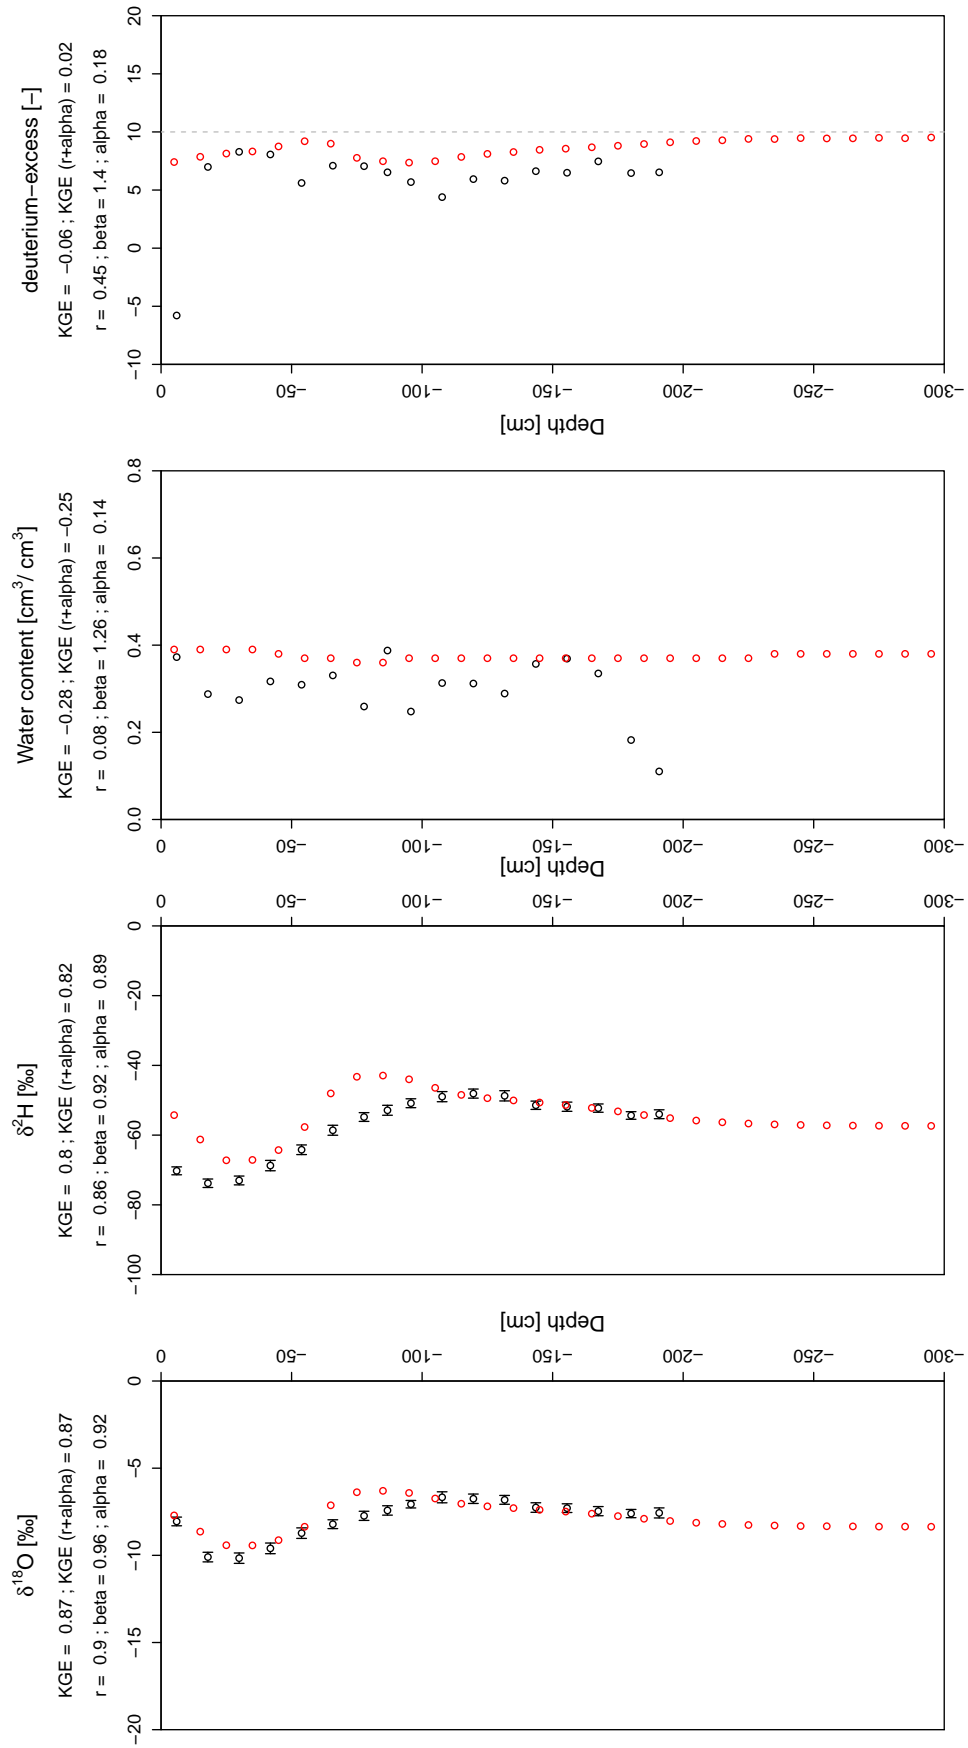 δ18O [‰]
KGE = 0.87 ; KGE (r+alpha) = 0.87
r = 0.9 ; beta = 0.96 ; alpha = 0.92
−20 −15 −10 −5 0
0 −50 −100 −150 −200 −250 −300
Depth [cm]
δ2H [‰]
KGE = 0.8 ; KGE (r+alpha) = 0.82
r = 0.86 ; beta = 0.92 ; alpha = 0.89
−100 −80 −60 −40 −20 0
0 −50 −100 −150 −200 −250 −300
Depth [cm]
Water content [cm3/ cm3]
KGE = −0.28 ; KGE (r+alpha) = −0.25
r = 0.08 ; beta = 1.26 ; alpha = 0.14
0.0 0.2 0.4 0.6 0.8
0 −50 −100 −150 −200 −250 −300
Depth [cm]
deuterium−excess [−]
KGE = −0.06 ; KGE (r+alpha) = 0.02
r = 0.45 ; beta = 1.4 ; alpha = 0.18
−10 −5 0 5 10 15 20
0 −50 −100 −150 −200 −250 −300